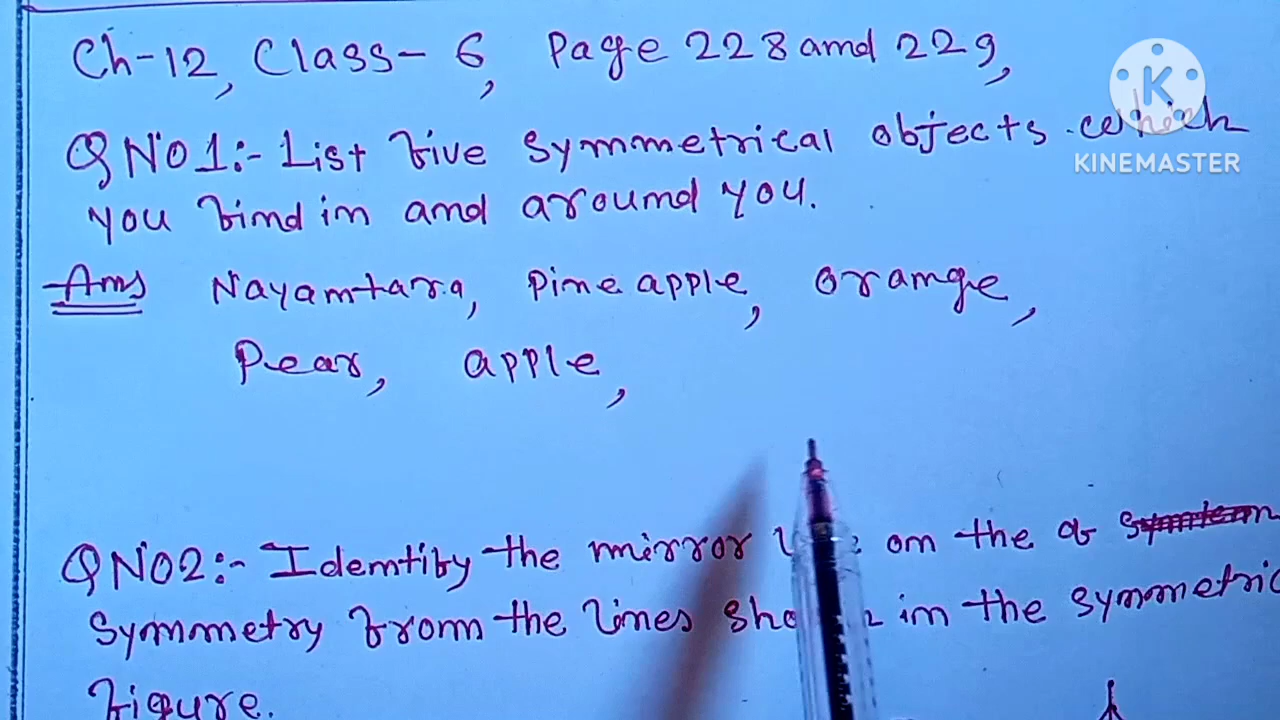 Ch-12, Class- 6, Page 228 and 229,
K
KINEMASTER
Q NO1:- List five symmetrical objects which
you find in and around you.
Ans Nayantara, Pineapple, orange,
Pear, apple,
Q NO2:- Identify the mirror on the of
Symmetry from the lines in the symmetric
figure.